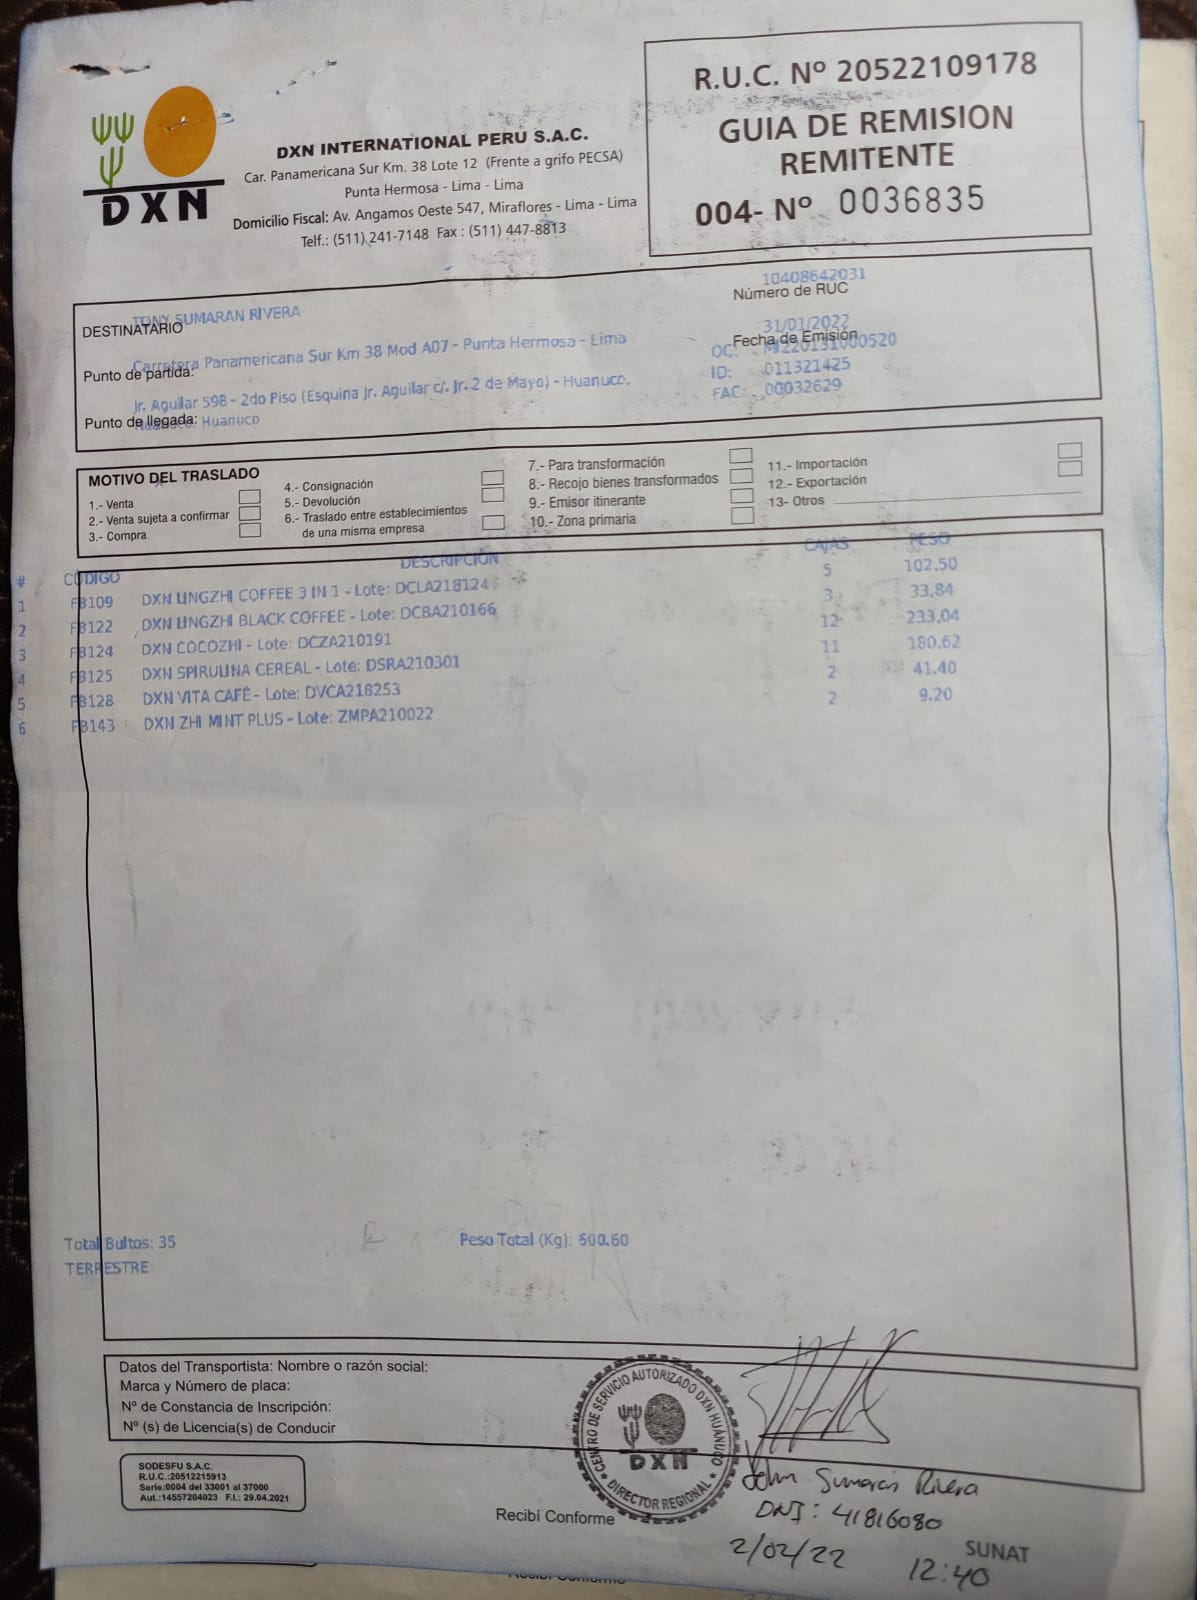 DXN
DXN INTERNATIONAL PERU S.A.C.
Car. Panamericana Sur Km. 38 Lote 12 (Frente a grifo PECSA)
Punta Hermosa - Lima - Lima
Domicilio Fiscal: Av. Angamos Oeste 547, Miraflores - Lima - Lima
Telf.: (511) 241-7148 Fax : (511) 447-8813
R.U.C. Nº 20522109178
GUIA DE REMISION
REMITENTE
004- Nº 0036835
TONY SUMARAN RIVERA
DESTINATARIO
10408642031
Número de RUC
Carretera Panamericana Sur Km 38 Mod A07 - Punta Hermosa - Lima
Punto de partida:
31/01/2022
Fecha de Emisión
OC: MI220131000520
ID: 011321425
FAC: 00032629
Jr. Aguilar 598 - 2do Piso (Esquina Jr. Aguilar c/. Jr. 2 de Mayo) - Huanuco,
Punto de llegada: Huanuco Huanuco
MOTIVO DEL TRASLADO
1.- Venta
2.- Venta sujeta a confirmar
3.- Compra
4.- Consignación
5.- Devolución
6.- Traslado entre establecimientos
de una misma empresa
7.- Para transformación
8.- Recojo bienes transformados
9.- Emisor itinerante
10.- Zona primaria
11.- Importación
12.- Exportación
13- Otros
# CODIGO DESCRIPCIÓN CAJAS PESO
1 FB109 DXN LINGZHI COFFEE 3 IN 1 - Lote: DCLA218124 5 102.50
2 FB122 DXN LINGZHI BLACK COFFEE - Lote: DCBA210166 3 33.84
3 FB124 DXN COCOZHI - Lote: DCZA210191 12 233.04
4 FB125 DXN SPIRULINA CEREAL - Lote: DSRA210301 11 180.62
5 FB128 DXN VITA CAFÉ - Lote: DVCA218253 2 41.40
6 FB143 DXN ZHI MINT PLUS - Lote: ZMPA210022 2 9.20
Total Bultos: 35 Peso Total (Kg): 600.60
TERRESTRE
Datos del Transportista: Nombre o razón social:
Marca y Número de placa:
Nº de Constancia de Inscripción:
Nº (s) de Licencia(s) de Conducir
CENTRO DE SERVICIO AUTORIZADO DXN HUÁNUCO
DXN
DIRECTOR REGIONAL
SODESFU S.A.C.
R.U.C.:20512215913
Serie:0004 del 33001 al 37000
Aut.:14557204023 F.I.: 29.04.2021
Recibí Conforme
John Sumarán Rivera
DNI: 41816080
2/02/22 12:40
SUNAT
Recibí Conforme